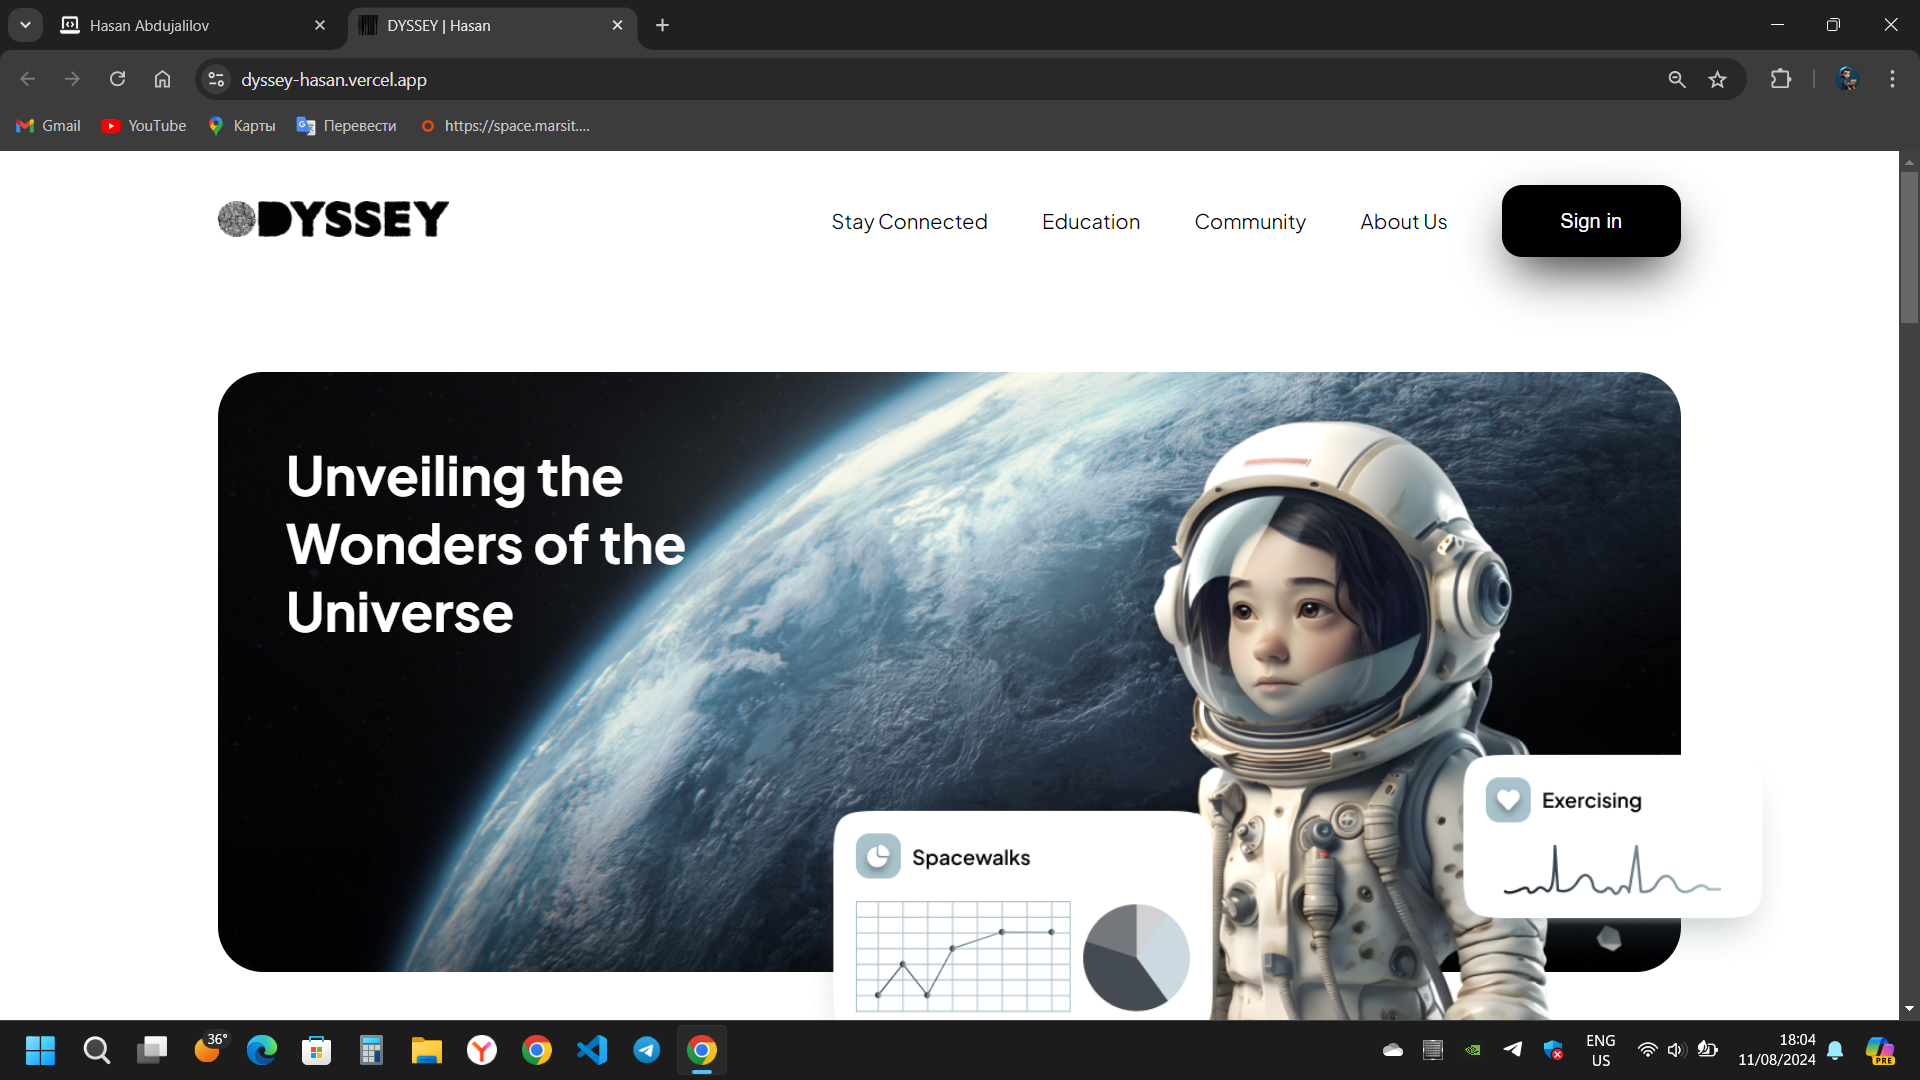 Hasan Abdujalilov
DYSSEY | Hasan
dyssey-hasan.vercel.app
Gmail
YouTube
Карты
Перевести
https://space.marsit....
DYSSEY
Stay Connected
Education
Community
About Us
Sign in
Unveiling the
Wonders of the
Universe
Exercising
Spacewalks
36°
ENG
US
18:04
11/08/2024
PRE